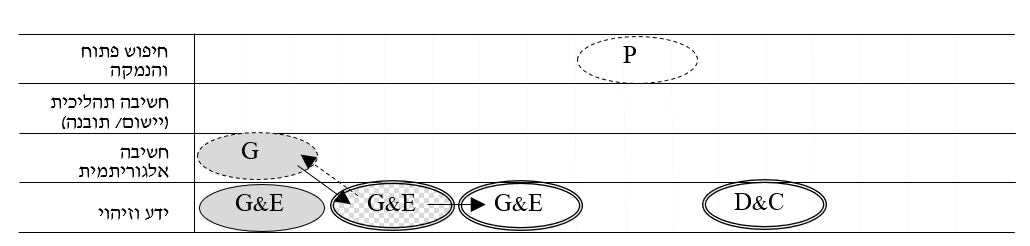 חיפוש פתוח
והנמקה
P
חשיבה תהליכית
(יישום/ תובנה)
חשיבה
אלגוריתמית
G
ידע וזיהוי
G&E
G&E
G&E
D&C